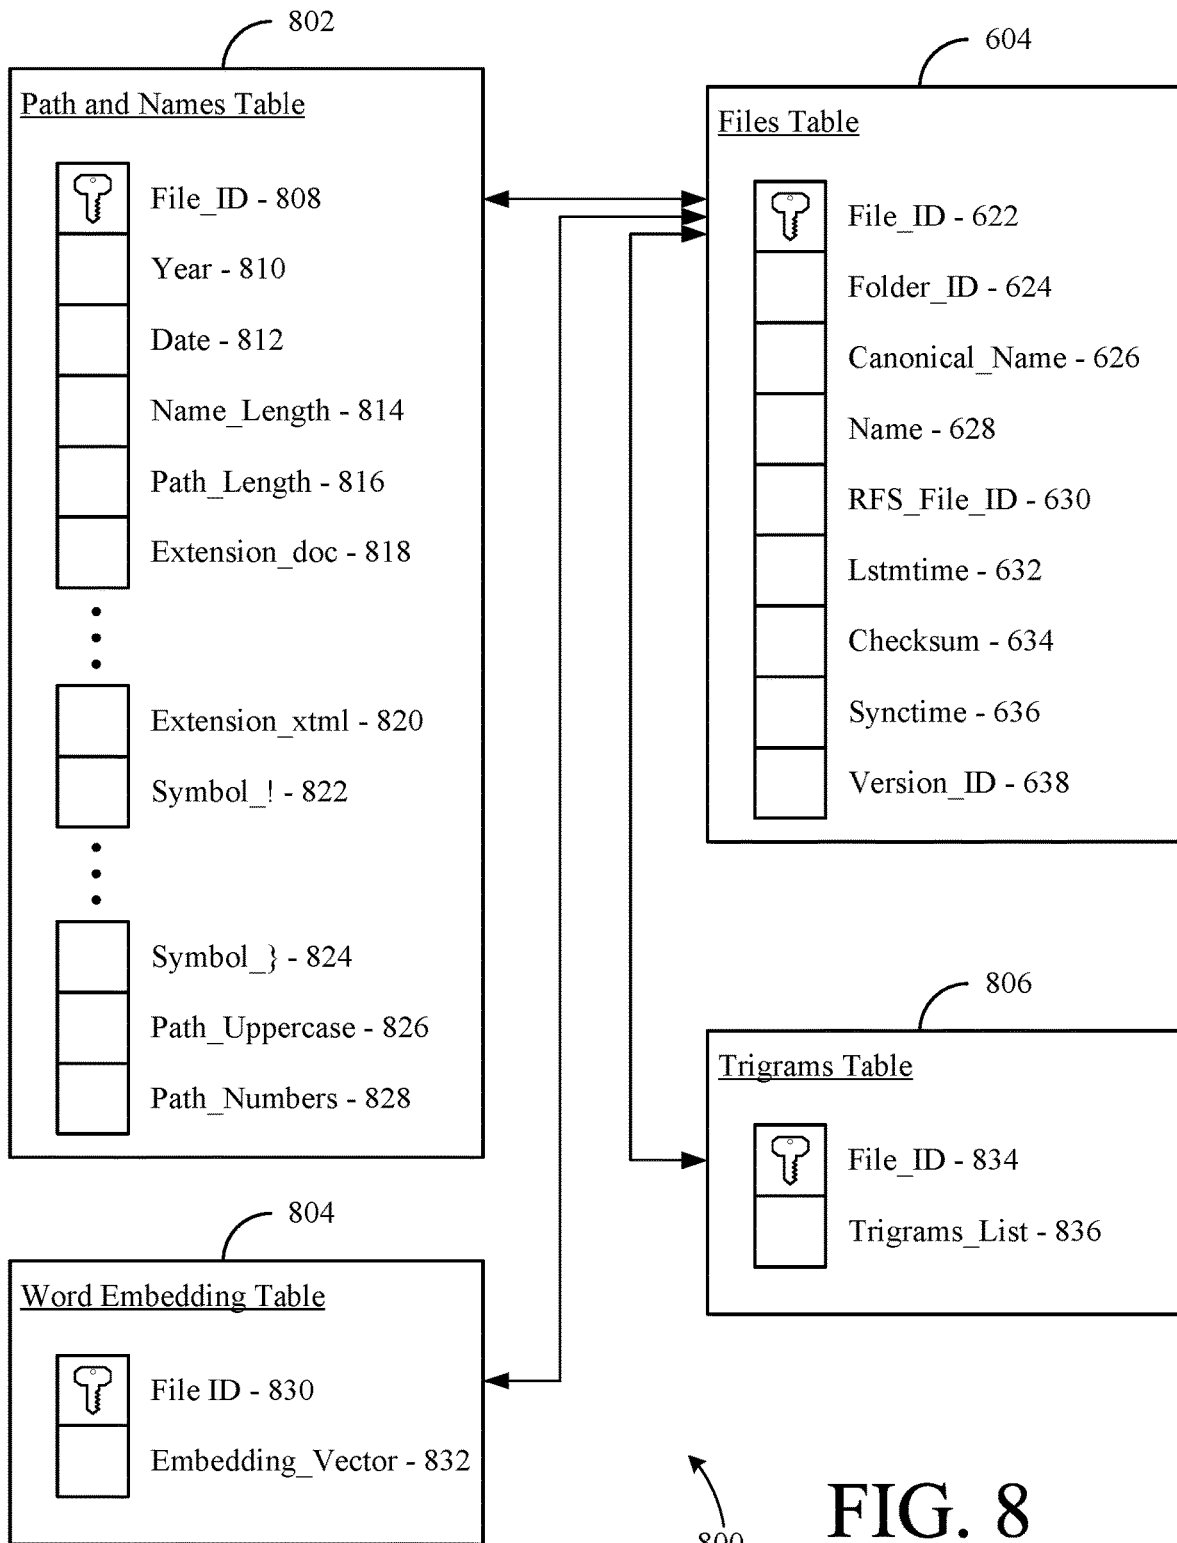 802
Path and Names Table
File_ID - 808
Year - 810
Date - 812
Name_Length - 814
Path_Length - 816
Extension_doc - 818
Extension_xtml - 820
Symbol_! - 822
Symbol_} - 824
Path_Uppercase - 826
Path_Numbers - 828
804
Word Embedding Table
File ID - 830
Embedding_Vector - 832
604
Files Table
File_ID - 622
Folder_ID - 624
Canonical_Name - 626
Name - 628
RFS_File_ID - 630
Lstmtime - 632
Checksum - 634
Synctime - 636
Version_ID - 638
806
Trigrams Table
File_ID - 834
Trigrams_List - 836
800
FIG. 8